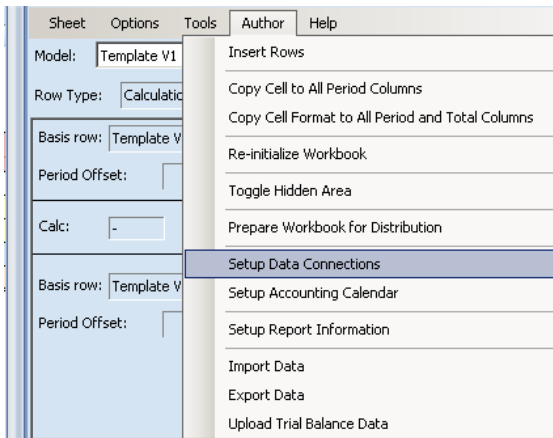 Sheet Options Tools Author Help
Model: Template V1
Insert Rows
Row Type: Calculatio
Copy Cell to All Period Columns
Copy Cell Format to All Period and Total Columns
Basis row: Template V
Re-initialize Workbook
Period Offset:
Toggle Hidden Area
Calc: -
Prepare Workbook for Distribution
Setup Data Connections
Basis row: Template V
Setup Accounting Calendar
Period Offset:
Setup Report Information
Import Data
Export Data
Upload Trial Balance Data